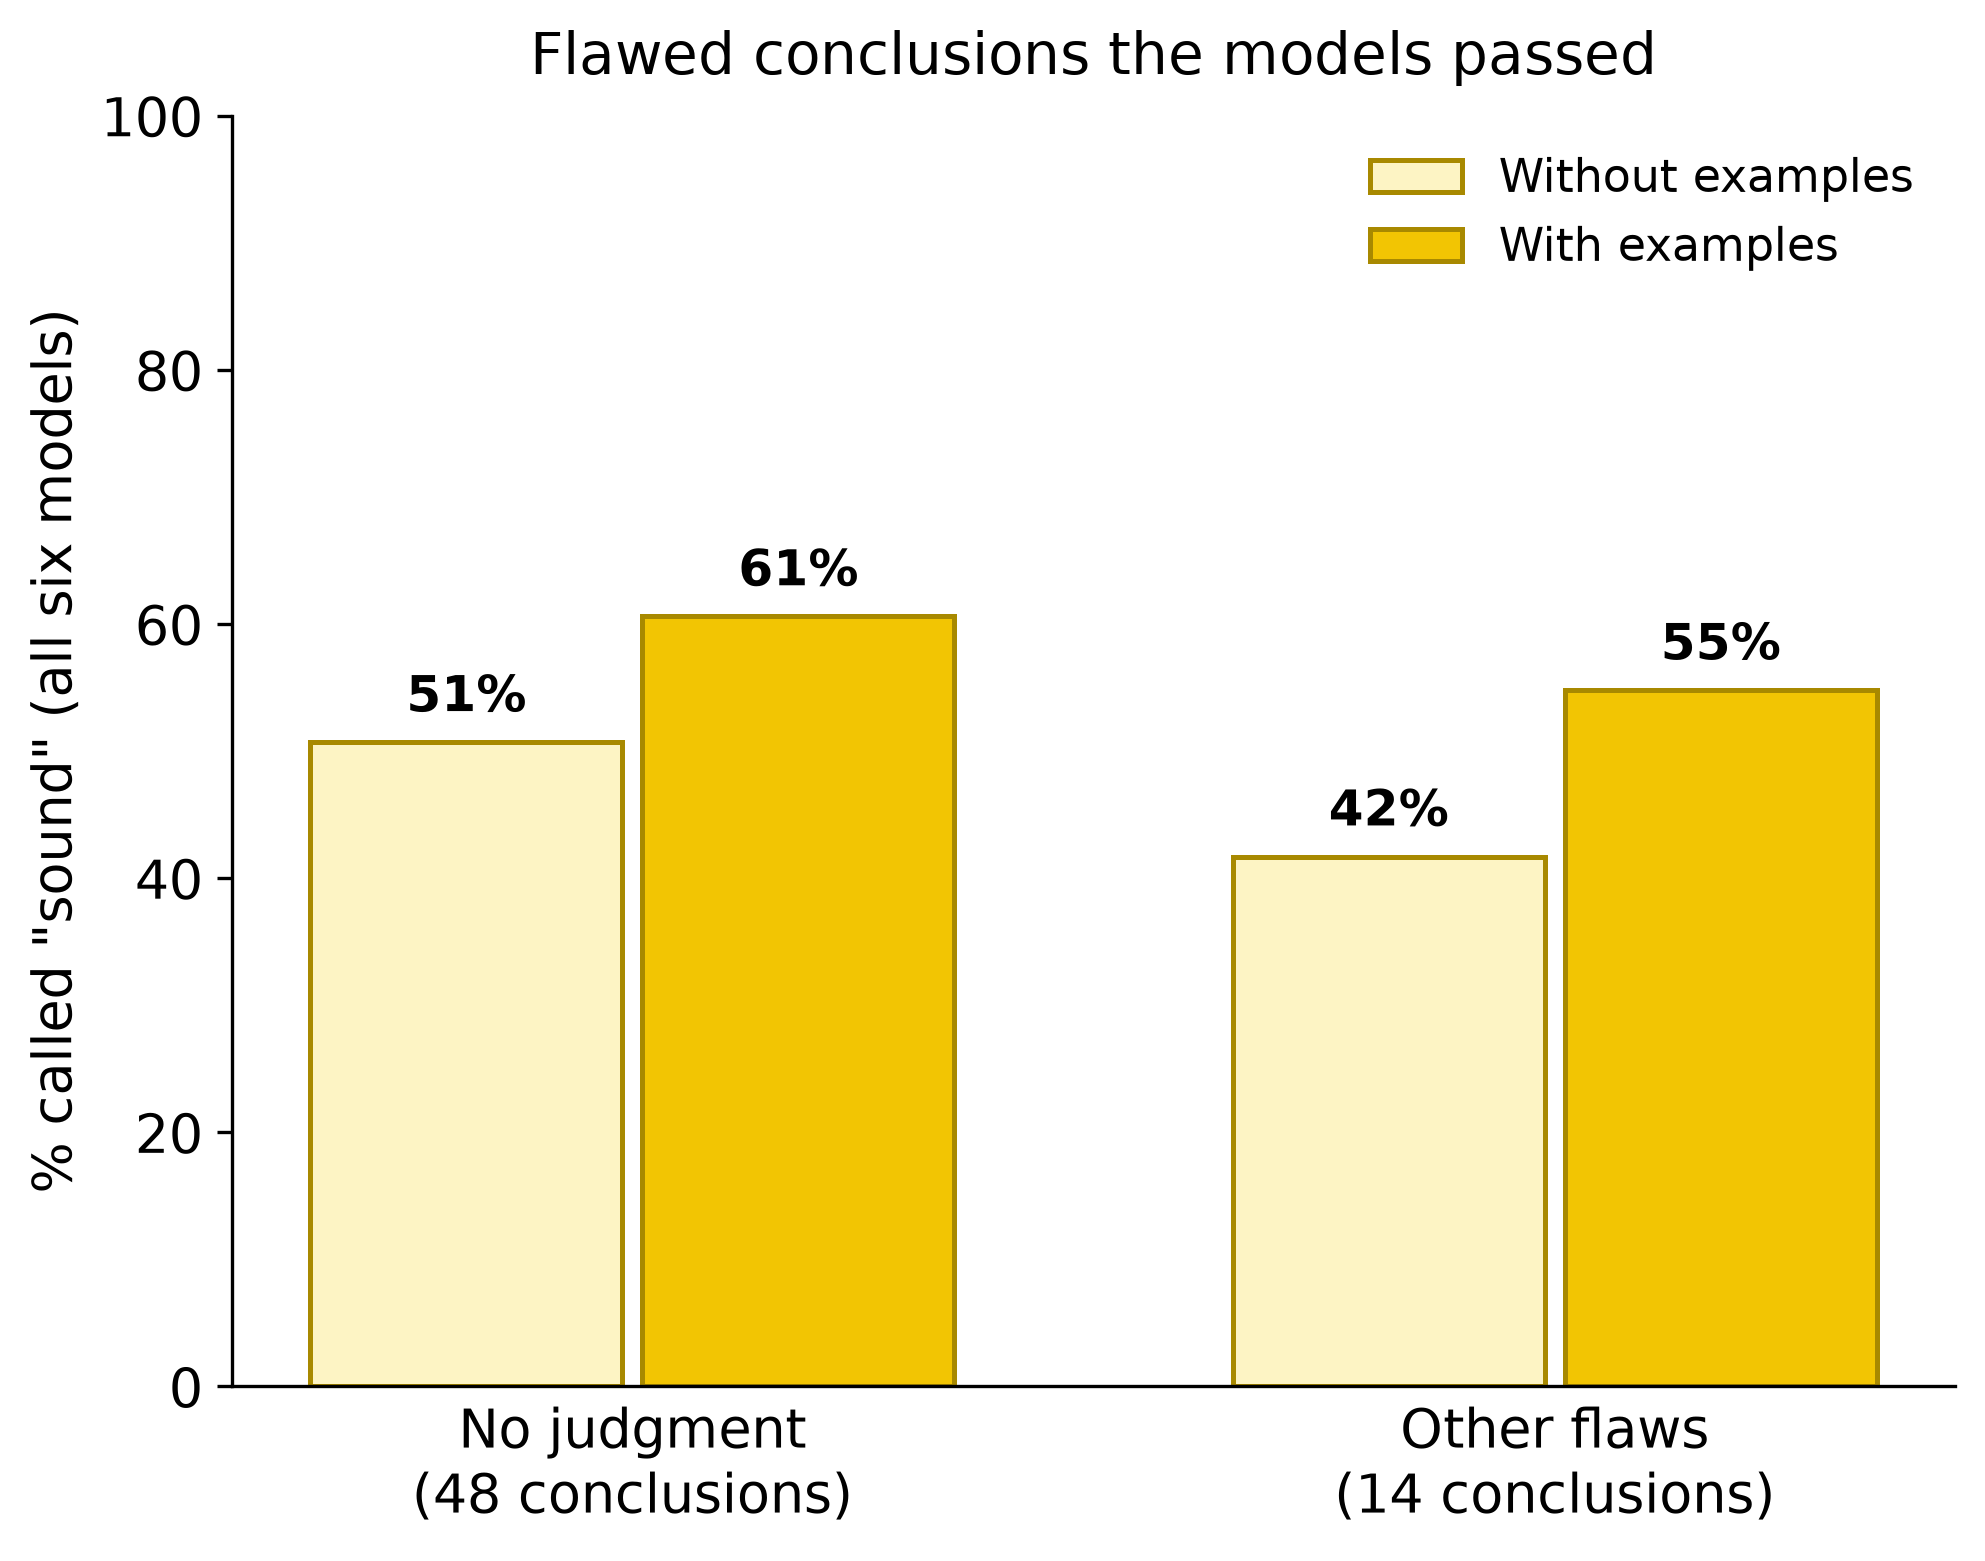 Flawed conclusions the models passed
% called "sound" (all six models)
100
80
60
40
20
0
Without examples
With examples
51%
61%
42%
55%
No judgment
(48 conclusions)
Other flaws
(14 conclusions)